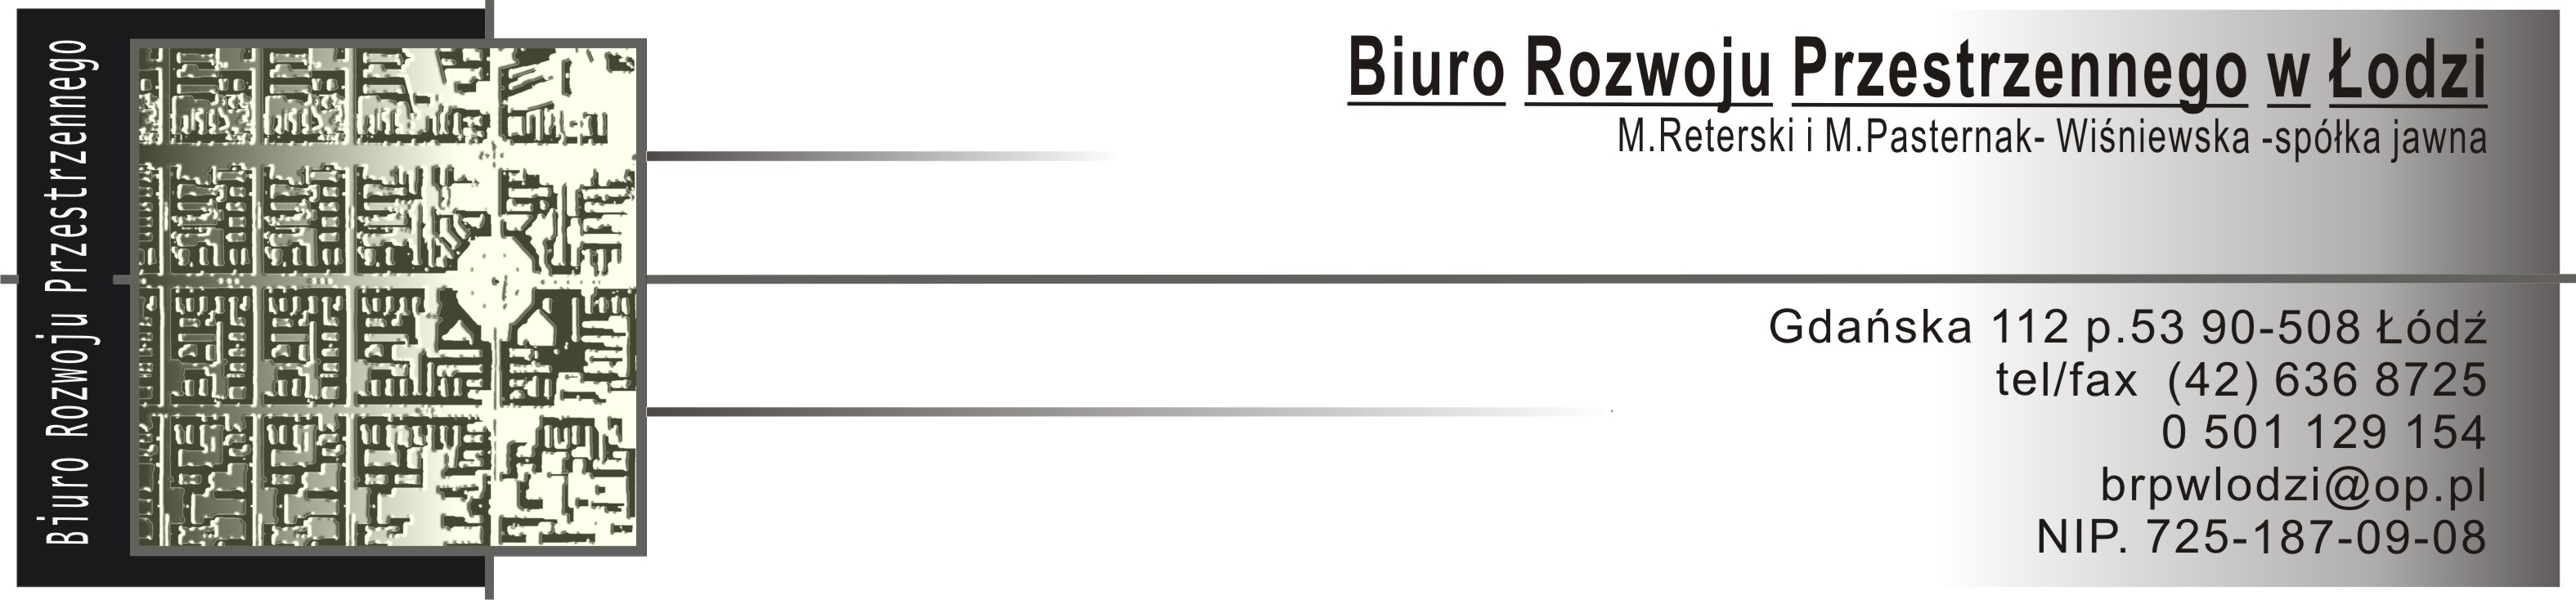 Biuro Rozwoju Przestrzennego
Biuro Rozwoju Przestrzennego w Łodzi
M.Reterski i M.Pasternak- Wiśniewska -spółka jawna
Gdańska 112 p.53 90-508 Łódź
tel/fax (42) 636 8725
0 501 129 154
brpwlodzi@op.pl
NIP. 725-187-09-08